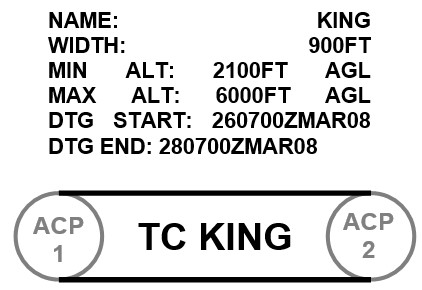 NAME: KING
WIDTH: 900FT
MIN ALT: 2100FT AGL
MAX ALT: 6000FT AGL
DTG START: 260700ZMAR08
DTG END: 280700ZMAR08
ACP 1
TC KING
ACP 2